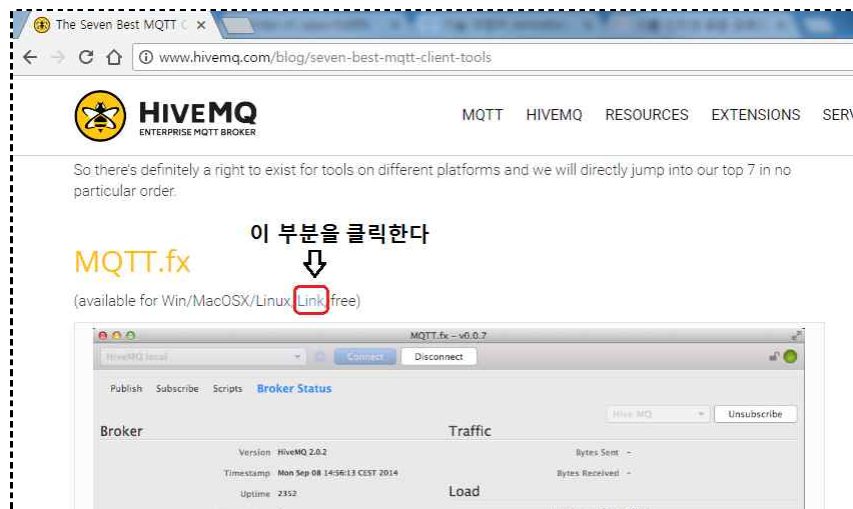 The Seven Best MQTT C
www.hivemq.com/blog/seven-best-mqtt-client-tools
HIVEMQ
ENTERPRISE MQTT BROKER
MQTT HIVEMQ RESOURCES EXTENSIONS SERV
So there's definitely a right to exist for tools on different platforms and we will directly jump into our top 7 in no
particular order.
이 부분을 클릭한다
MQTT.fx
(available for Win/MacOSX/Linux, Link, free)
MQTT.fx – v0.0.7
HiveMQ local Connect Disconnect
Publish Subscribe Scripts Broker Status
Hive MQ Unsubscribe
Broker Traffic
Version HiveMQ 2.0.2 Bytes Sent -
Timestamp Mon Sep 08 14:56:13 CEST 2014 Bytes Received -
Uptime 2352 Load